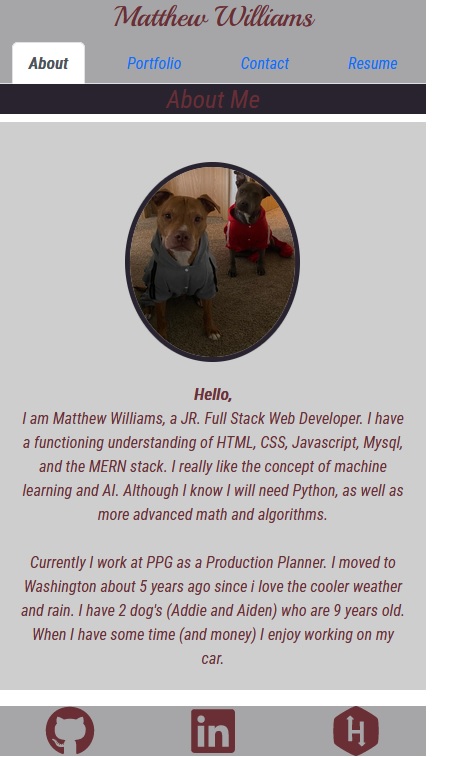 Matthew Williams
About Portfolio Contact Resume
About Me
Hello,
I am Matthew Williams, a JR. Full Stack Web Developer. I have
a functioning understanding of HTML, CSS, Javascript, Mysql,
and the MERN stack. I really like the concept of machine
learning and AI. Although I know I will need Python, as well as
more advanced math and algorithms.
Currently I work at PPG as a Production Planner. I moved to
Washington about 5 years ago since i love the cooler weather
and rain. I have 2 dog's (Addie and Aiden) who are 9 years old.
When I have some time (and money) I enjoy working on my
car.
in
H